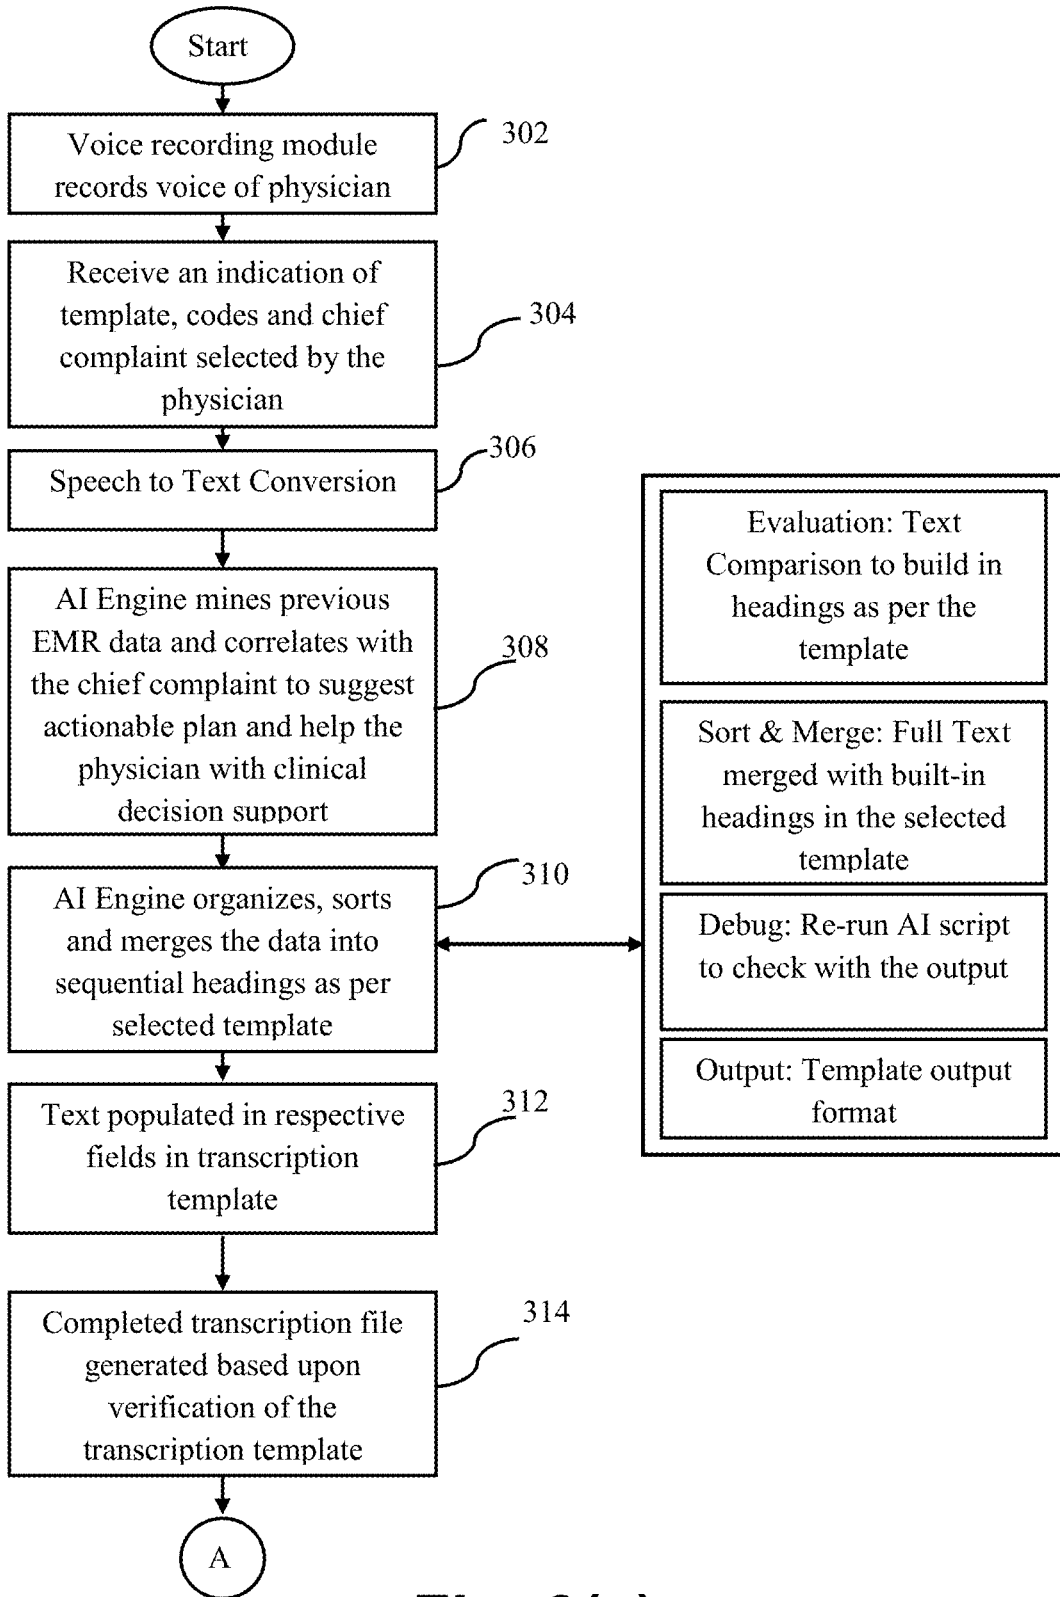 Start
Voice recording module
records voice of physician
302
Receive an indication of
template, codes and chief
complaint selected by the
physician
304
Speech to Text Conversion
306
AI Engine mines previous
EMR data and correlates with
the chief complaint to suggest
actionable plan and help the
physician with clinical
decision support
308
AI Engine organizes, sorts
and merges the data into
sequential headings as per
selected template
310
Evaluation: Text
Comparison to build in
headings as per the
template
Sort & Merge: Full Text
merged with built-in
headings in the selected
template
Debug: Re-run AI script
to check with the output
Output: Template output
format
Text populated in respective
fields in transcription
template
312
Completed transcription file
generated based upon
verification of the
transcription template
314
A